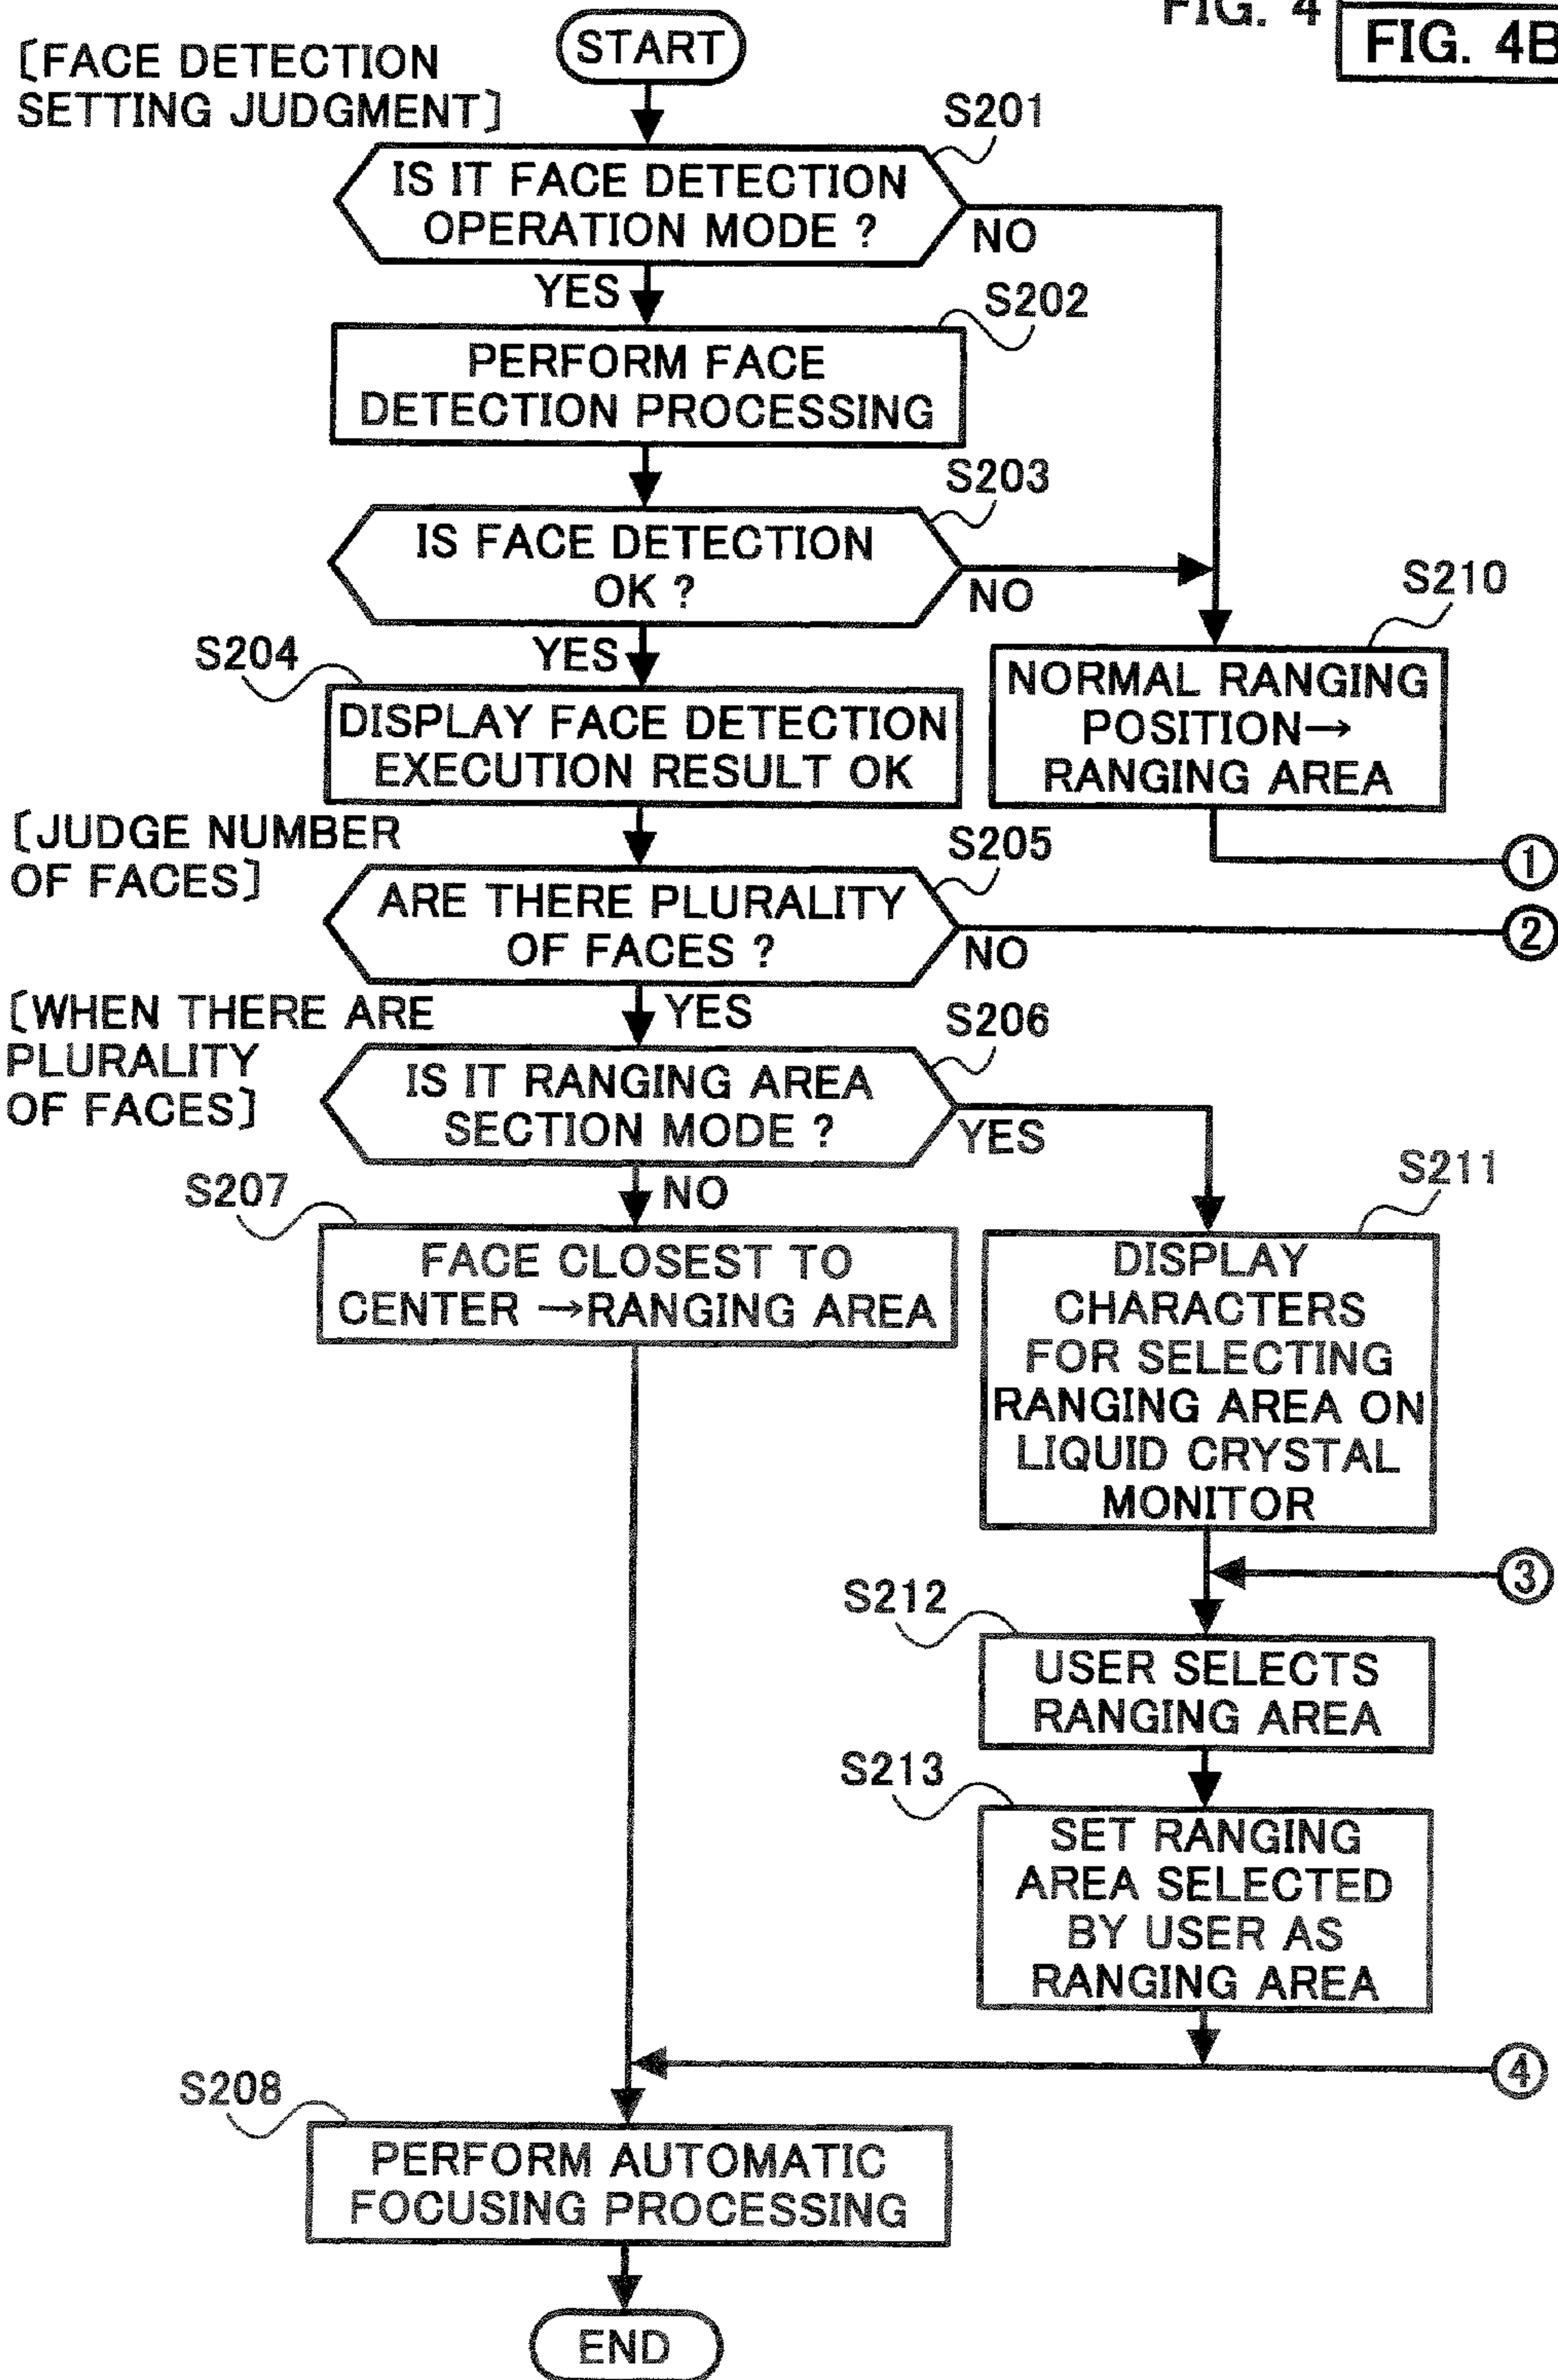 FIG. 4
FIG. 4B
START
[FACE DETECTION
SETTING JUDGMENT]
S201
IS IT FACE DETECTION
OPERATION MODE ?
NO
YES
S202
PERFORM FACE
DETECTION PROCESSING
S203
IS FACE DETECTION
OK ?
NO
YES
S210
NORMAL RANGING
POSITION→
RANGING AREA
S204
DISPLAY FACE DETECTION
EXECUTION RESULT OK
①
[JUDGE NUMBER
OF FACES]
S205
ARE THERE PLURALITY
OF FACES ?
NO
②
YES
[WHEN THERE ARE
PLURALITY
OF FACES]
S206
IS IT RANGING AREA
SECTION MODE ?
YES
NO
S207
FACE CLOSEST TO
CENTER →RANGING AREA
S211
DISPLAY
CHARACTERS
FOR SELECTING
RANGING AREA ON
LIQUID CRYSTAL
MONITOR
③
S212
USER SELECTS
RANGING AREA
S213
SET RANGING
AREA SELECTED
BY USER AS
RANGING AREA
④
S208
PERFORM AUTOMATIC
FOCUSING PROCESSING
END